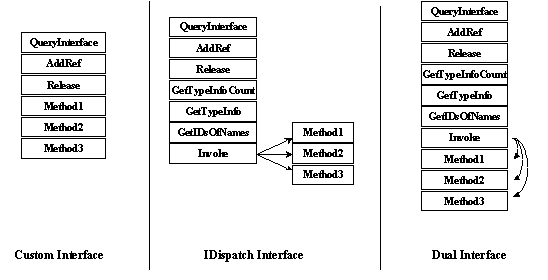 QueryInterface
AddRef
Release
Method1
Method2
Method3
Custom Interface
QueryInterface
AddRef
Release
GetTypeInfoCount
GetTypeInfo
GetIDsOfNames
Invoke
Method1
Method2
Method3
IDispatch Interface
QueryInterface
AddRef
Release
GetTypeInfoCount
GetTypeInfo
GetIDsOfNames
Invoke
Method1
Method2
Method3
Dual Interface